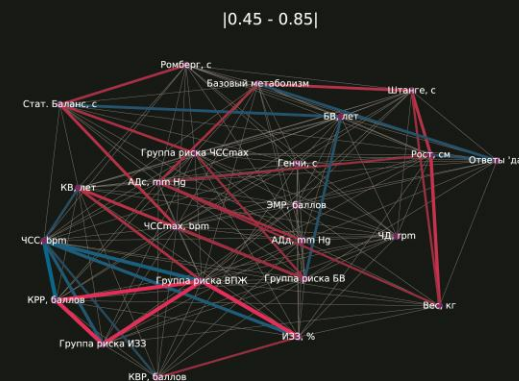 |0.45 - 0.85|
Ромберг, с
Базовый метаболизм
Штанге, с
Стат. Баланс, с
БВ, лет
Группа риска ЧССmax
Рост, см
Генчи, с
Ответы 'да
АДс, mm Hg
КВ, лет
ЭМР, баллов
ЧССmax, bpm
ЧД, rpm
ЧСС, bpm
АДд, mm Hg
Группа риска ВПЖ
Группа риска БВ
КРР, баллов
Вес, кг
Группа риска ИЗЗ
ИЗЗ, %
КВР, баллов